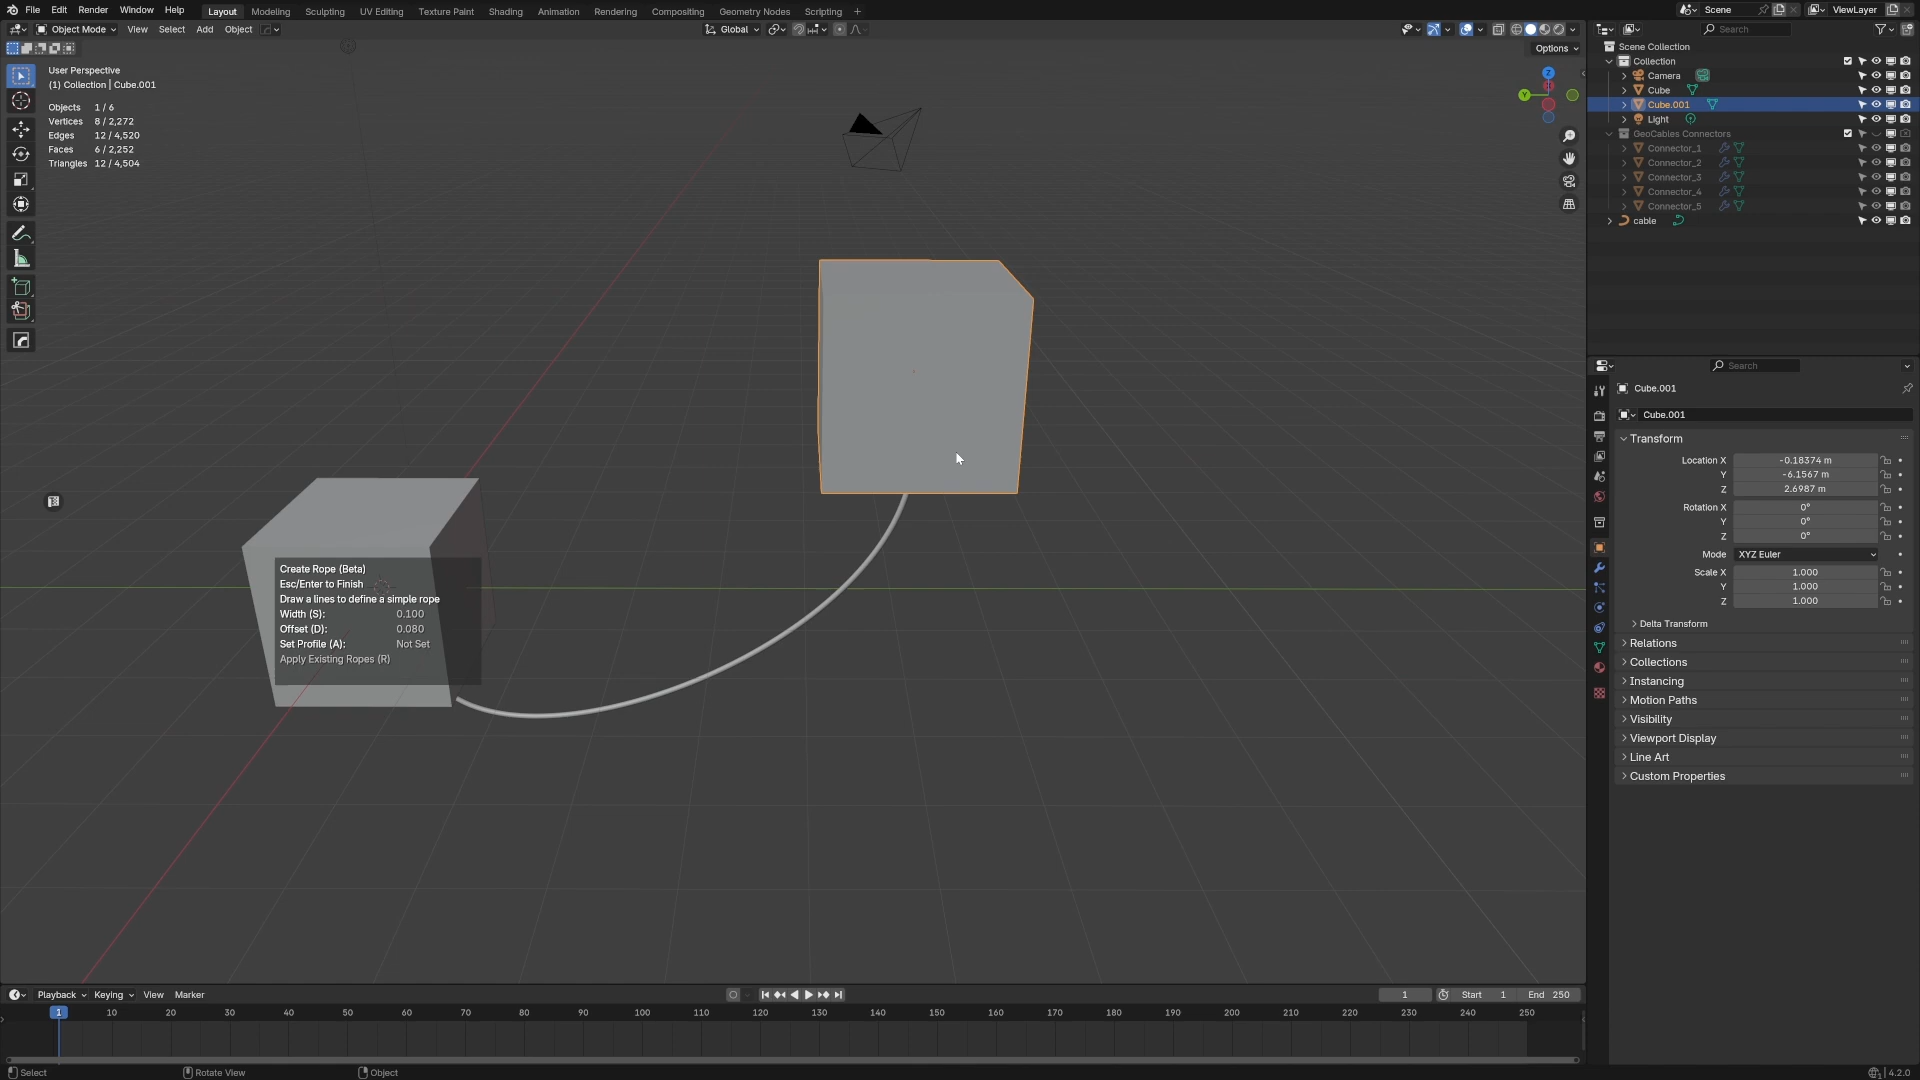 File Edit Render Window Help Layout Modeling Sculpting UV Editing Texture Paint Shading Animation Rendering Compositing Geometry Nodes Scripting + Scene ViewLayer
Object Mode View Select Add Object Global Search
Options
User Perspective
(1) Collection | Cube.001
Objects 1 / 6
Vertices 8 / 2,272
Edges 12 / 4,520
Faces 6 / 2,252
Triangles 12 / 4,504
Z
Y
Create Rope (Beta)
Esc/Enter to Finish
Draw a lines to define a simple rope
Width (S): 0.100
Offset (D): 0.080
Set Profile (A): Not Set
Apply Existing Ropes (R)
Scene Collection
Collection
Camera
Cube
Cube.001
Light
GeoCables Connectors
Connector_1
Connector_2
Connector_3
Connector_4
Connector_5
cable
Search
Cube.001
Cube.001
Transform
Location X -0.18374 m
Y -6.1567 m
Z 2.6987 m
Rotation X 0°
Y 0°
Z 0°
Mode XYZ Euler
Scale X 1.000
Y 1.000
Z 1.000
Delta Transform
Relations
Collections
Instancing
Motion Paths
Visibility
Viewport Display
Line Art
Custom Properties
Playback Keying View Marker 1 Start 1 End 250
1 10 20 30 40 50 60 70 80 90 100 110 120 130 140 150 160 170 180 190 200 210 220 230 240 250
Select Rotate View Object 4.2.0